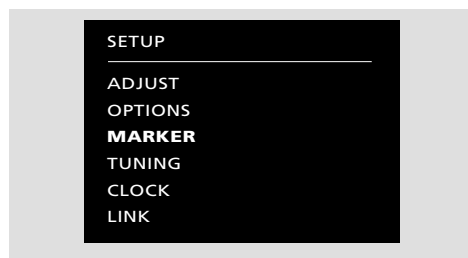 SETUP
ADJUST
OPTIONS
MARKER
TUNING
CLOCK
LINK